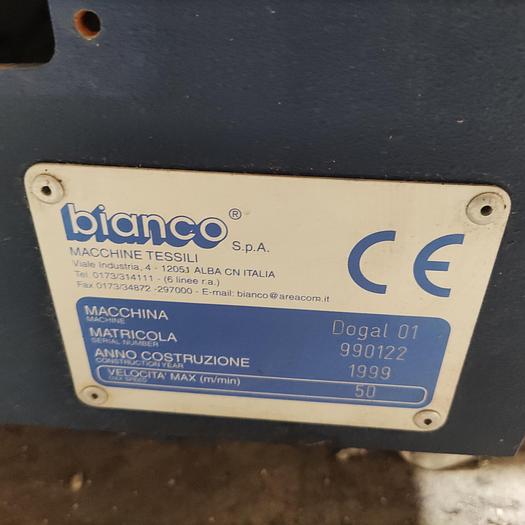 bianco® S.p.A.
MACCHINE TESSILI
Viale Industria, 4 - 12051 ALBA CN ITALIA
Tel. 0173/314111 - (6 linee r.a.)
Fax 0173/34872 -297000 - E-mail: bianco@areacom.it
CE
MACCHINA Dogal 01
MACHINE
MATRICOLA 990122
SERIAL NUMBER
ANNO COSTRUZIONE 1999
CONSTRUCTION YEAR
VELOCITA' MAX (m/min) 50
MAX SPEED